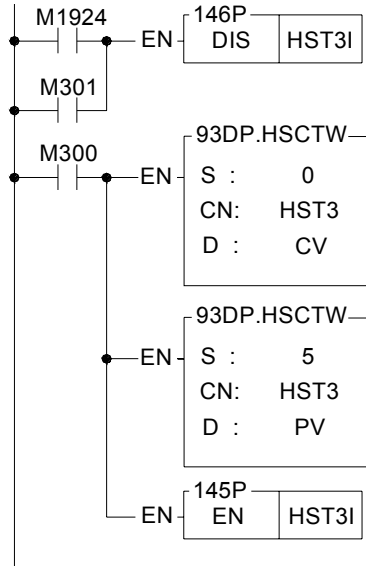 M1924
EN
146P
DIS HST3I
M301
M300
EN
93DP.HSCTW
S : 0
CN: HST3
D : CV
EN
93DP.HSCTW
S : 5
CN: HST3
D : PV
EN
145P
EN HST3I